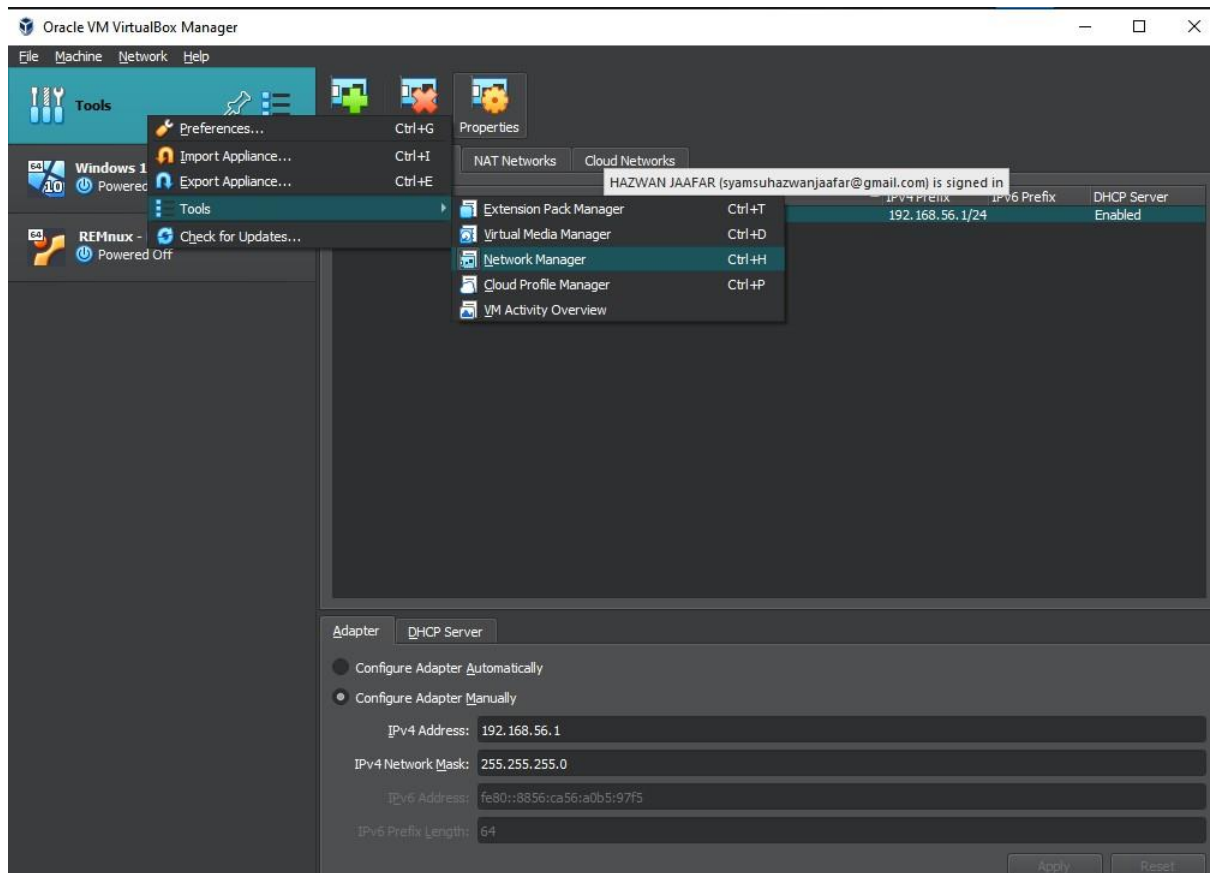 Oracle VM VirtualBox Manager
File Machine Network Help
Tools
Properties
Preferences... Ctrl+G
Import Appliance... Ctrl+I
Export Appliance... Ctrl+E
Tools
Check for Updates...
64
10
Windows 1
Powered
64
REMnux -
Powered Off
NAT Networks Cloud Networks
HAZWAN JAAFAR (syamsuhazwanjaafar@gmail.com) is signed in
IPv4 Prefix IPv6 Prefix DHCP Server
192.168.56.1/24 Enabled
Extension Pack Manager Ctrl+T
Virtual Media Manager Ctrl+D
Network Manager Ctrl+H
Cloud Profile Manager Ctrl+P
VM Activity Overview
Adapter DHCP Server
Configure Adapter Automatically
Configure Adapter Manually
IPv4 Address: 192.168.56.1
IPv4 Network Mask: 255.255.255.0
IPv6 Address: fe80::8856:ca56:a0b5:97f5
IPv6 Prefix Length: 64
Apply Reset